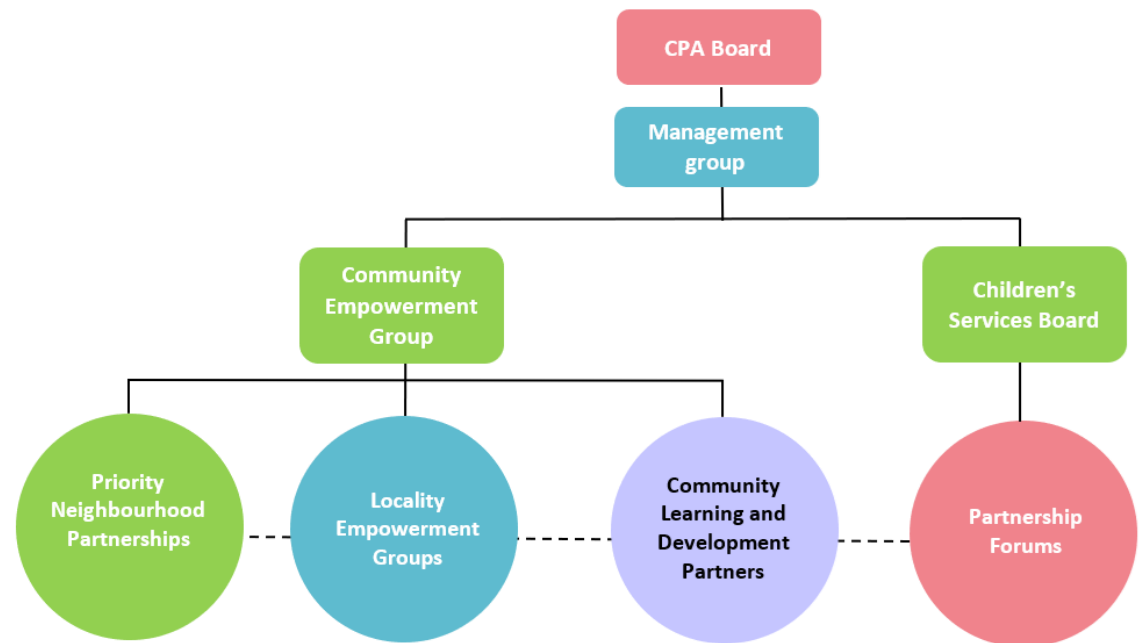 CPA Board
Management
group
Community
Empowerment
Group
Children’s
Services Board
Priority
Neighbourhood
Partnerships
Locality
Empowerment
Groups
Community
Learning and
Development
Partners
Partnership
Forums